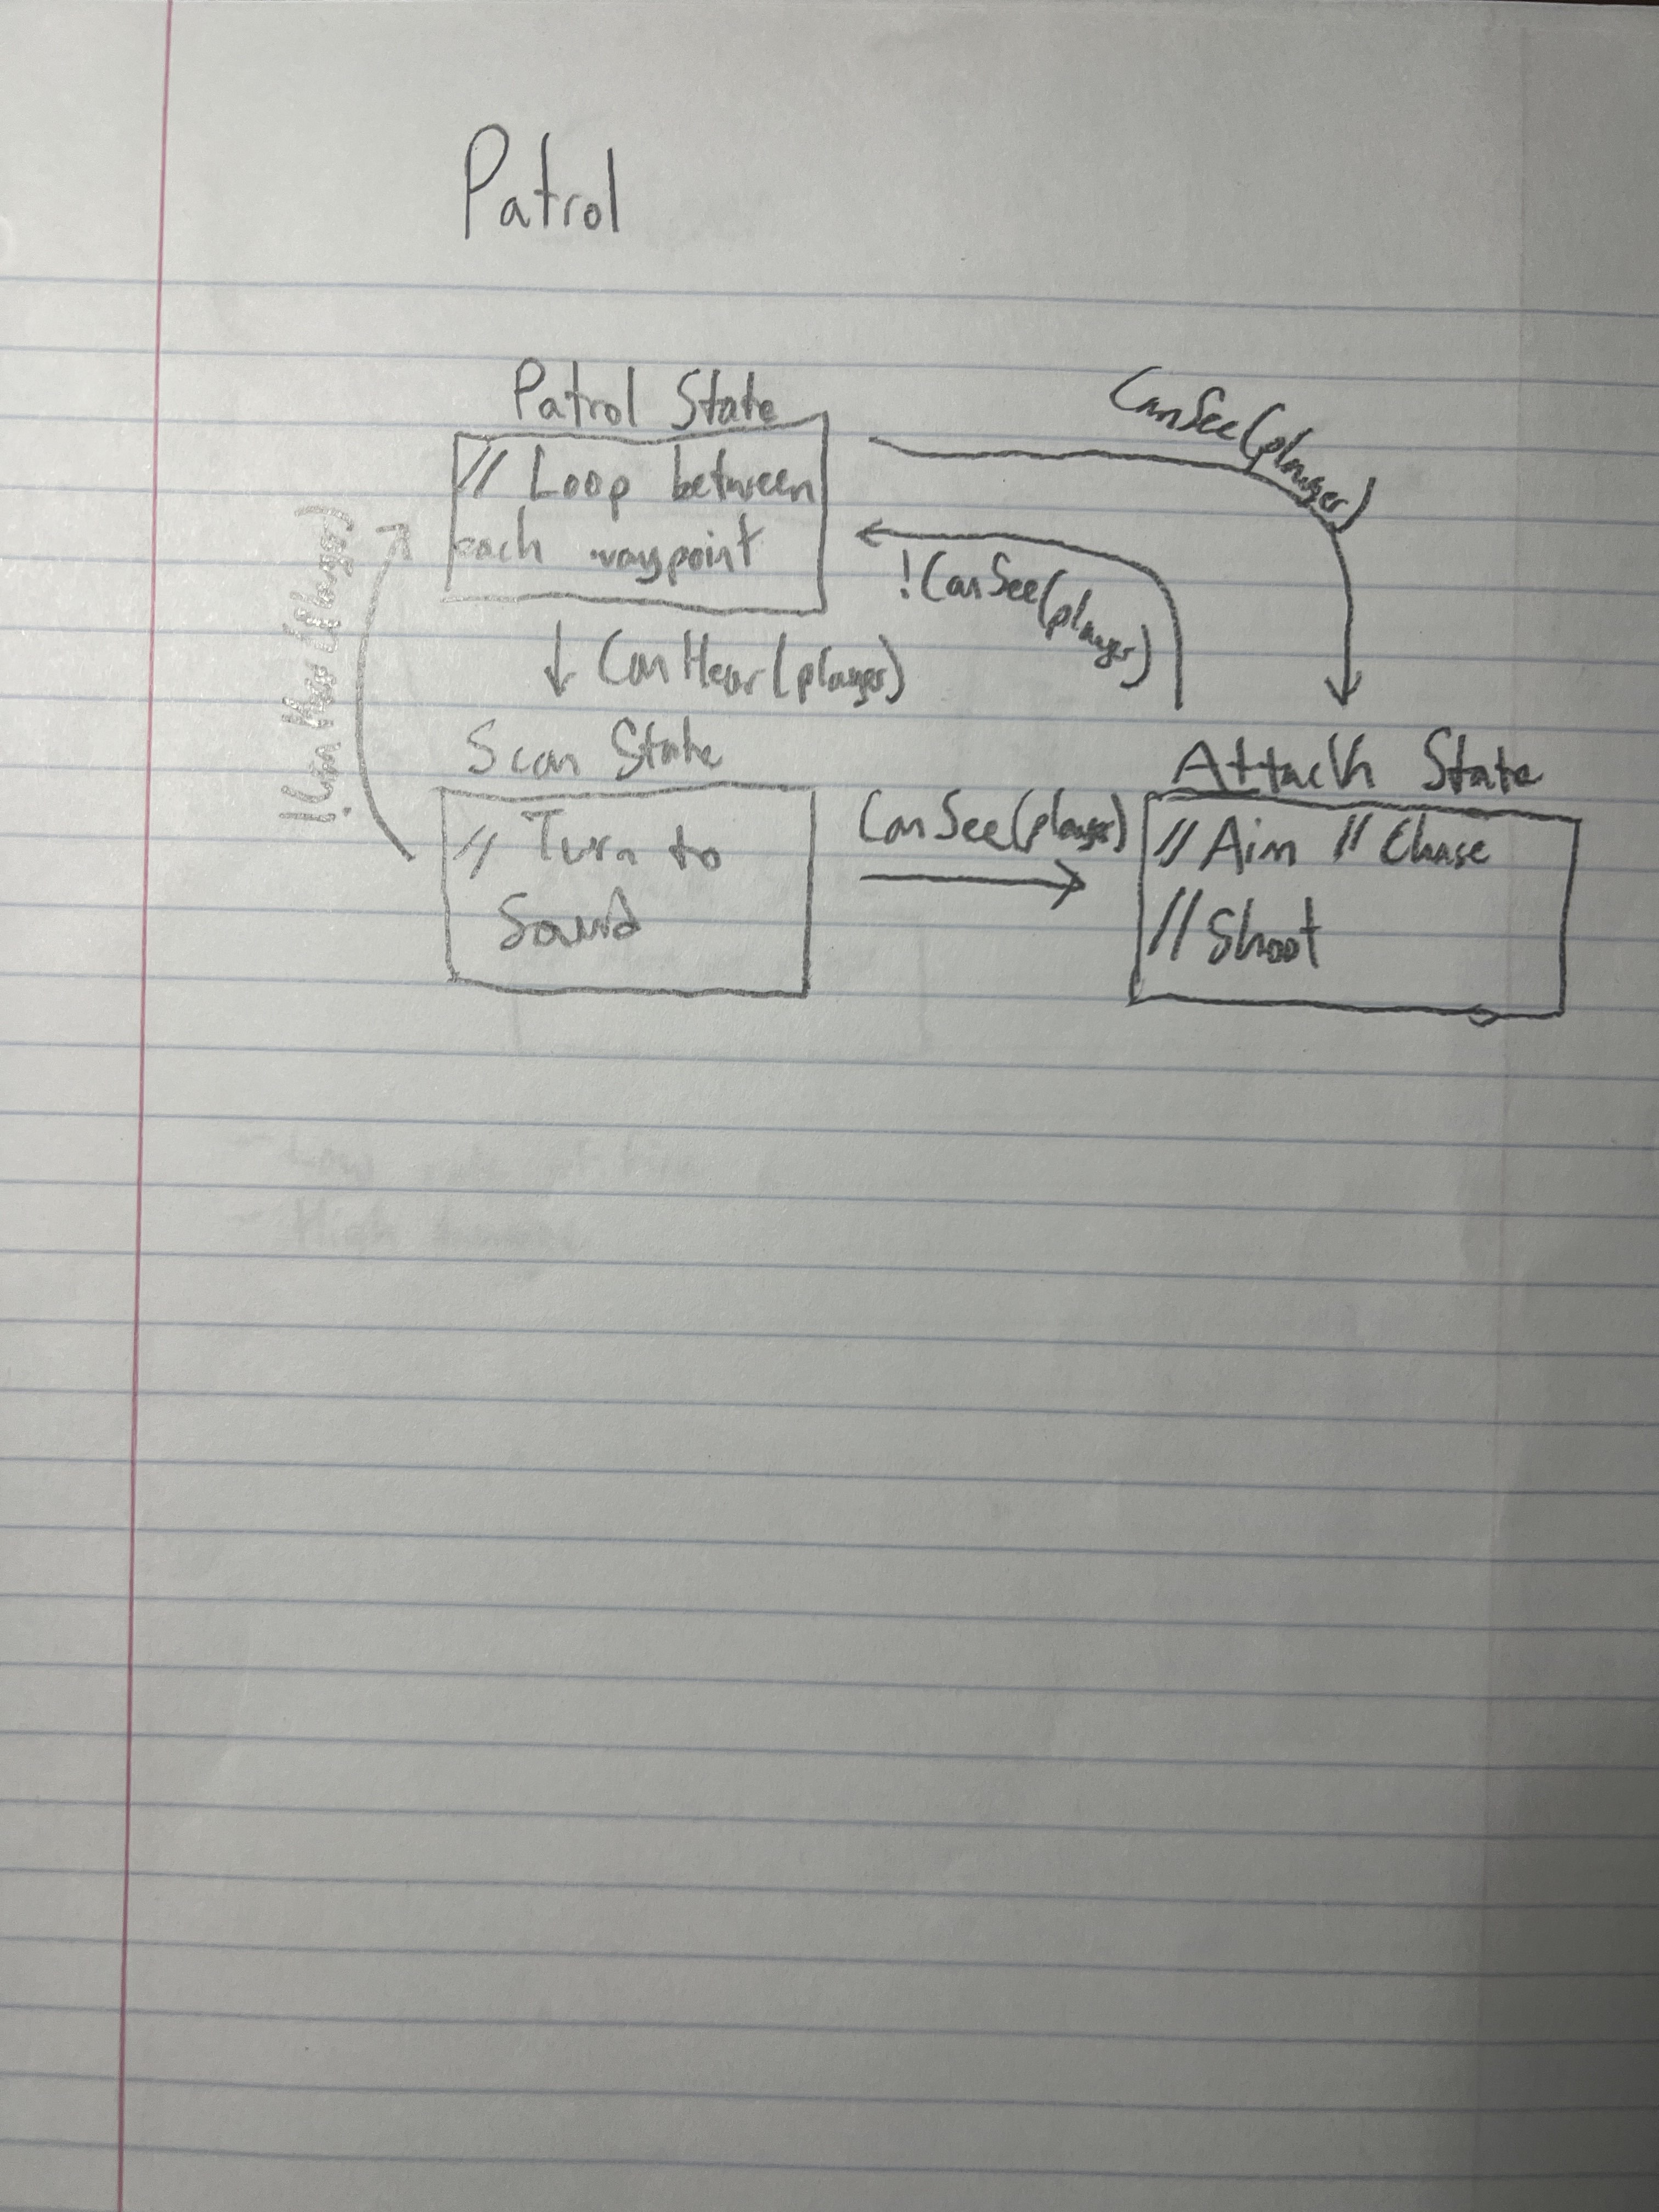 Patrol
Patrol State
// Loop between
each waypoint
CanSee(player)
!CanSee(player)
!CanHear(player)
↓ CanHear(player)
Scan State
// Turn to
Sound
CanSee(player)
Attack State
// Aim // Chase
// Shoot